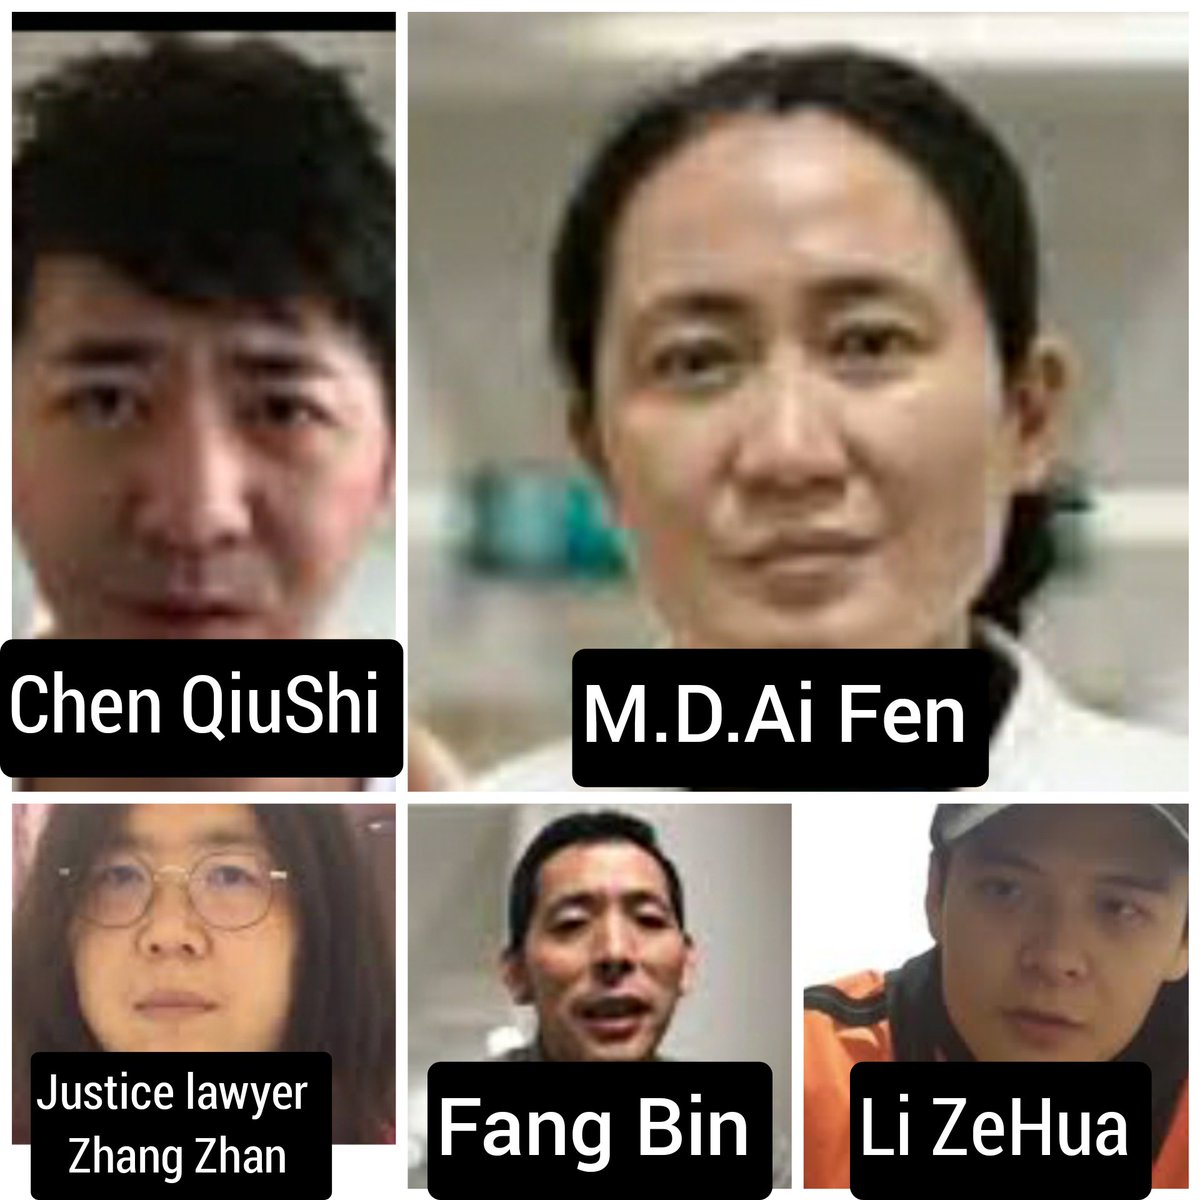 Chen QiuShi
M.D.Ai Fen
Justice lawyer
Zhang Zhan
Fang Bin
Li ZeHua